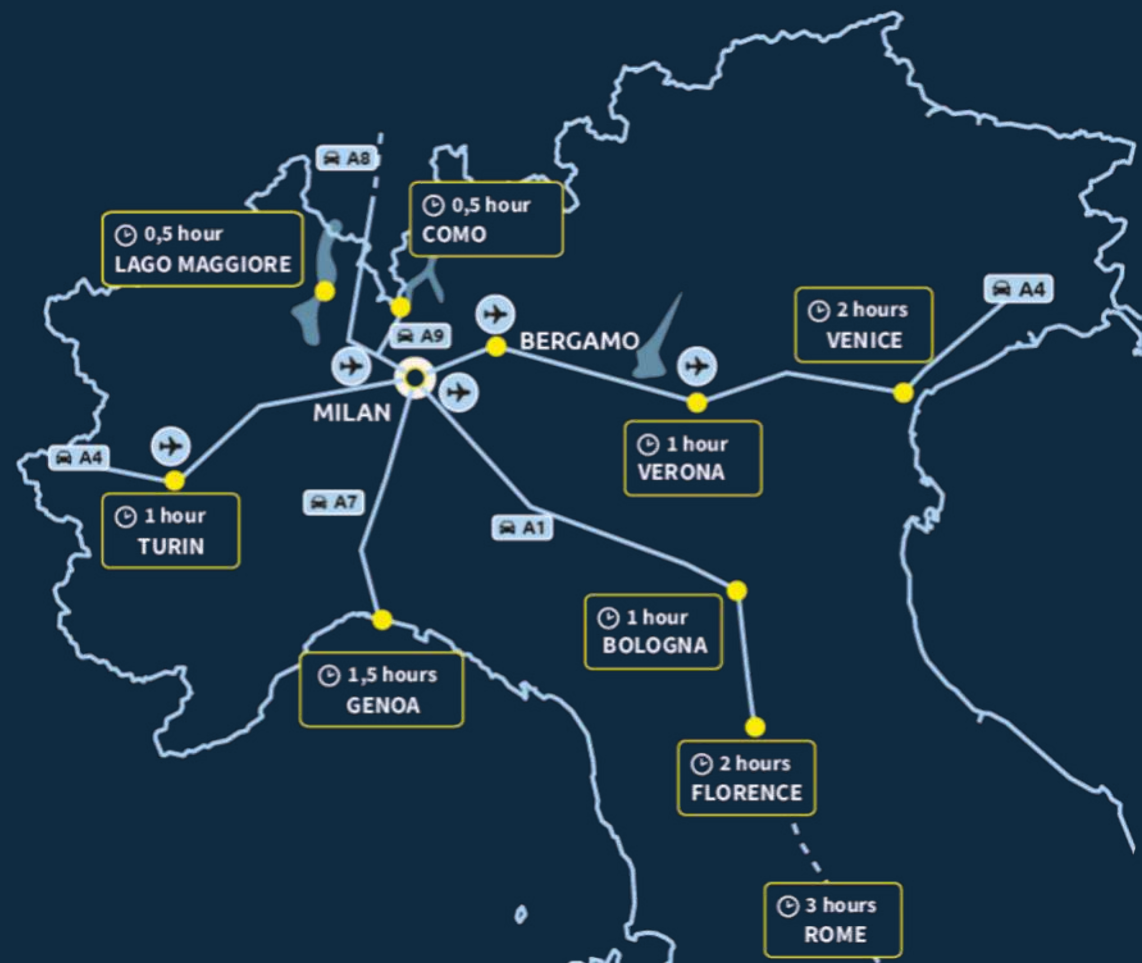 A8
0,5 hour
COMO
0,5 hour
LAGO MAGGIORE
A4
2 hours
VENICE
A9
BERGAMO
MILAN
1 hour
VERONA
A4
1 hour
TURIN
A7
A1
1 hour
BOLOGNA
1,5 hours
GENOA
2 hours
FLORENCE
3 hours
ROME